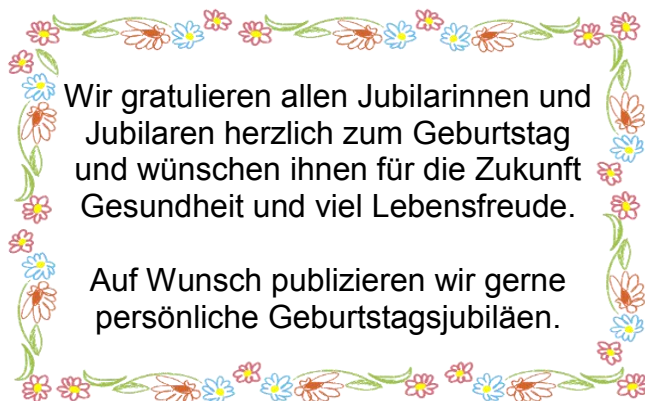 Wir gratulieren allen Jubilarinnen und
Jubilaren herzlich zum Geburtstag
und wünschen ihnen für die Zukunft
Gesundheit und viel Lebensfreude.
Auf Wunsch publizieren wir gerne
persönliche Geburtstagsjubiläen.